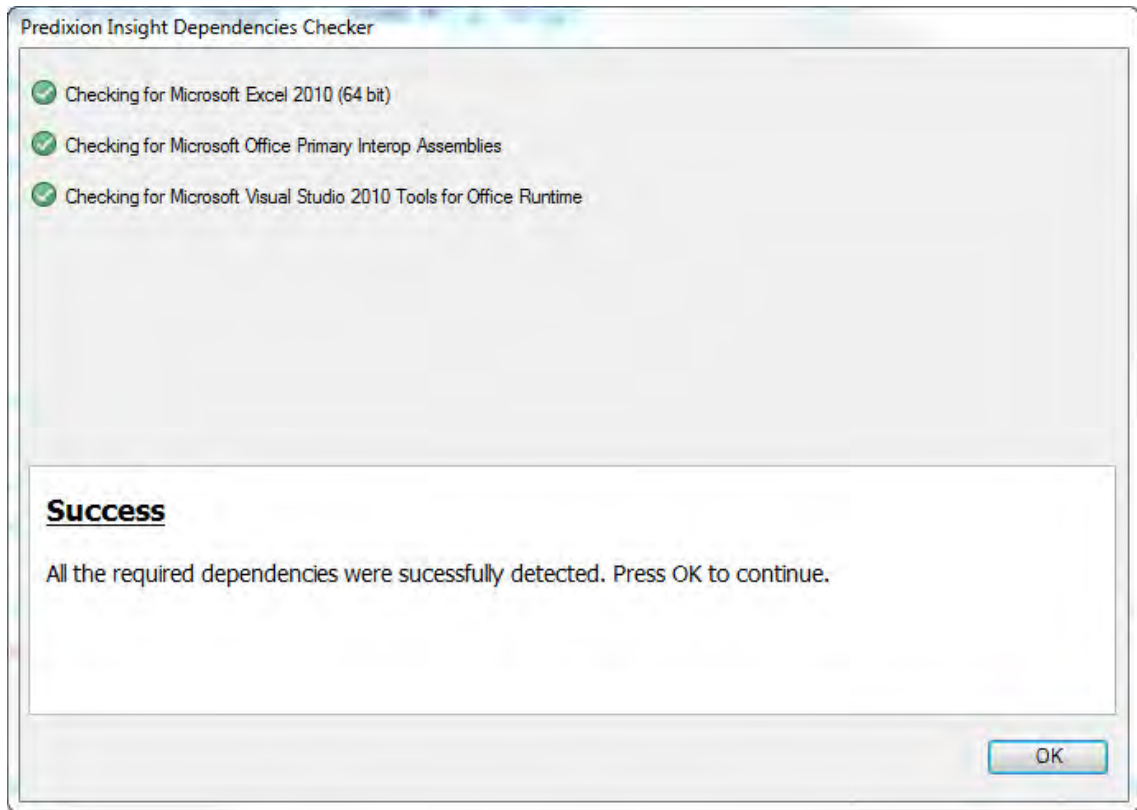 Predixion Insight Dependencies Checker
Checking for Microsoft Excel 2010 (64 bit)
Checking for Microsoft Office Primary Interop Assemblies
Checking for Microsoft Visual Studio 2010 Tools for Office Runtime
Success
All the required dependencies were sucessfully detected. Press OK to continue.
OK